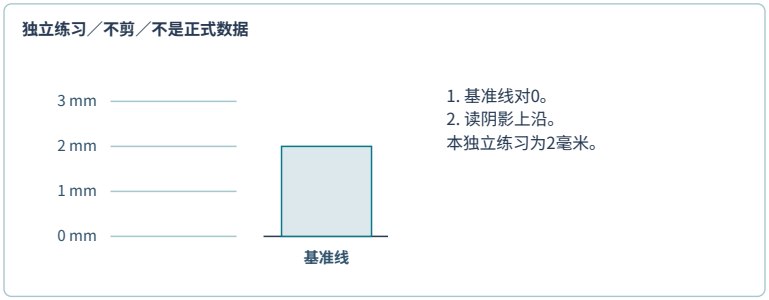 独立练习／不剪／不是正式数据
3 mm
2 mm
1 mm
0 mm
基准线
1. 基准线对0。
2. 读阴影上沿。
本独立练习为2毫米。